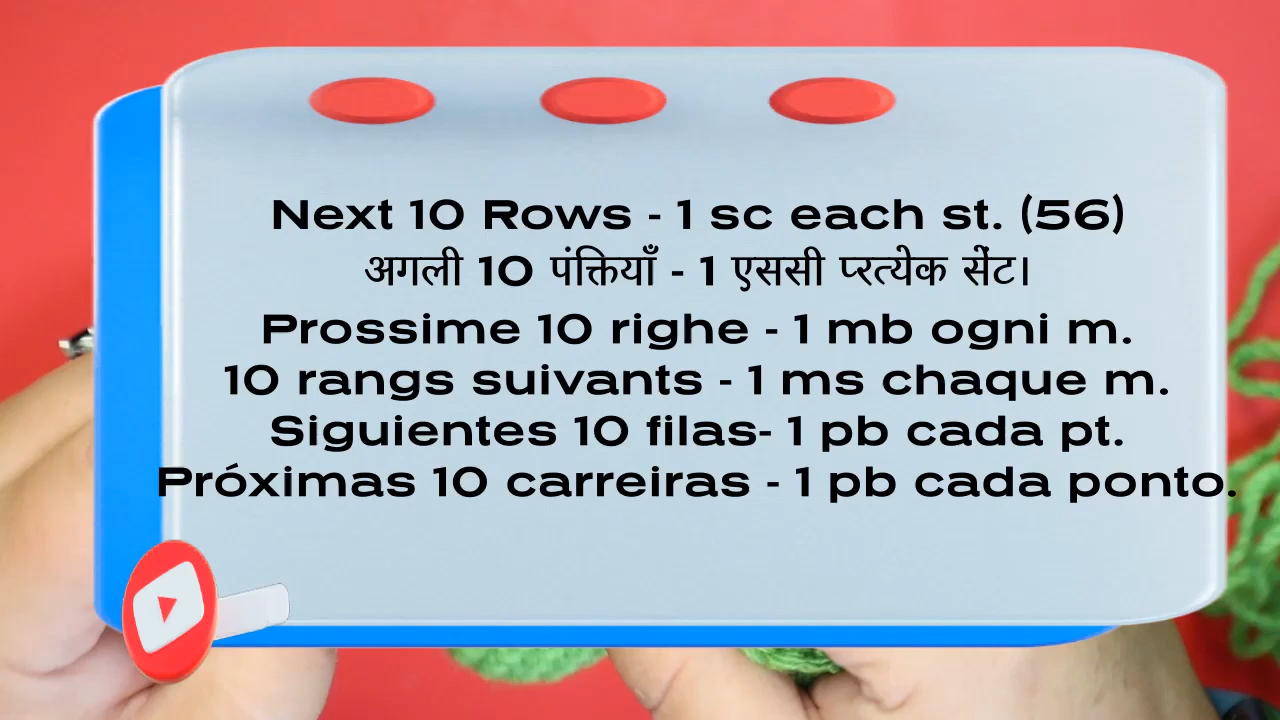 Next 10 Rows - 1 sc each st. (56)
अगली 10 पंक्तियाँ - 1 एससी प्रत्येक सेंट।
Prossime 10 righe - 1 mb ogni m.
10 rangs suivants - 1 ms chaque m.
Siguientes 10 filas- 1 pb cada pt.
Próximas 10 carreiras - 1 pb cada ponto.